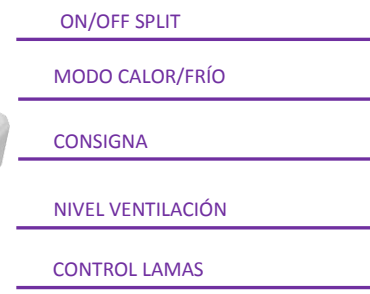 ON/OFF SPLIT
MODO CALOR/FRÍO
CONSIGNA
NIVEL VENTILACIÓN
CONTROL LAMAS